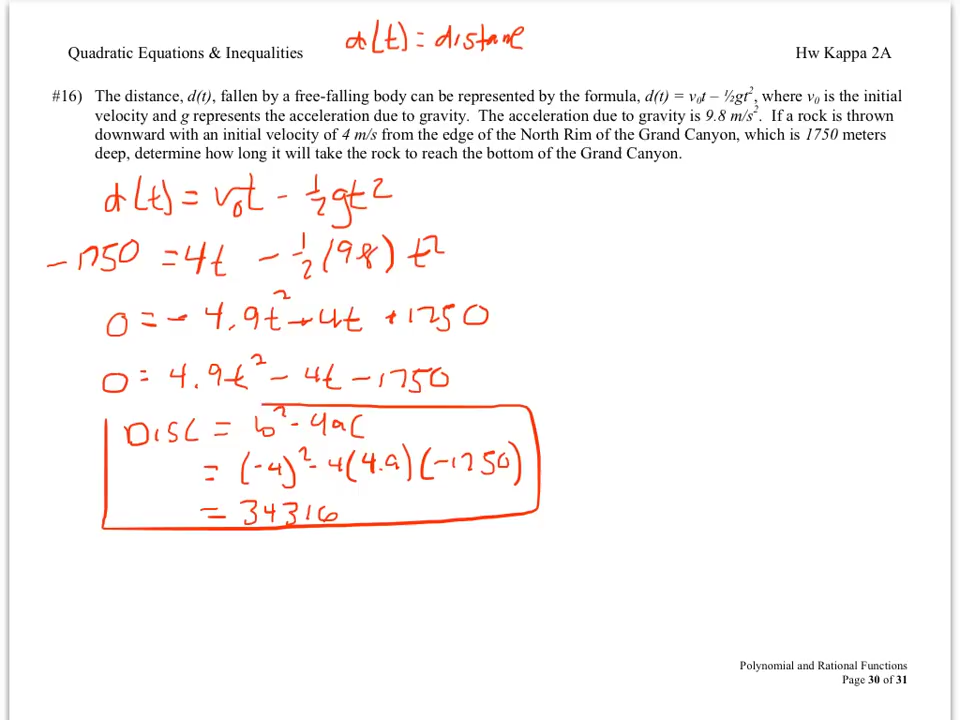 d(t) = distance
Quadratic Equations & Inequalities
Hw Kappa 2A
#16) The distance, d(t), fallen by a free-falling body can be represented by the formula, d(t) = v₀t – ½gt², where v₀ is the initial
velocity and g represents the acceleration due to gravity. The acceleration due to gravity is 9.8 m/s². If a rock is thrown
downward with an initial velocity of 4 m/s from the edge of the North Rim of the Grand Canyon, which is 1750 meters
deep, determine how long it will take the rock to reach the bottom of the Grand Canyon.
d(t) = v₀t - ½gt²
-1750 = 4t - ½(9.8)t²
0 = -4.9t² + 4t + 1750
0 = 4.9t² - 4t - 1750
DISC = b² - 4ac
= (-4)² - 4(4.9)(-1750)
= 34316
Polynomial and Rational Functions
Page 30 of 31